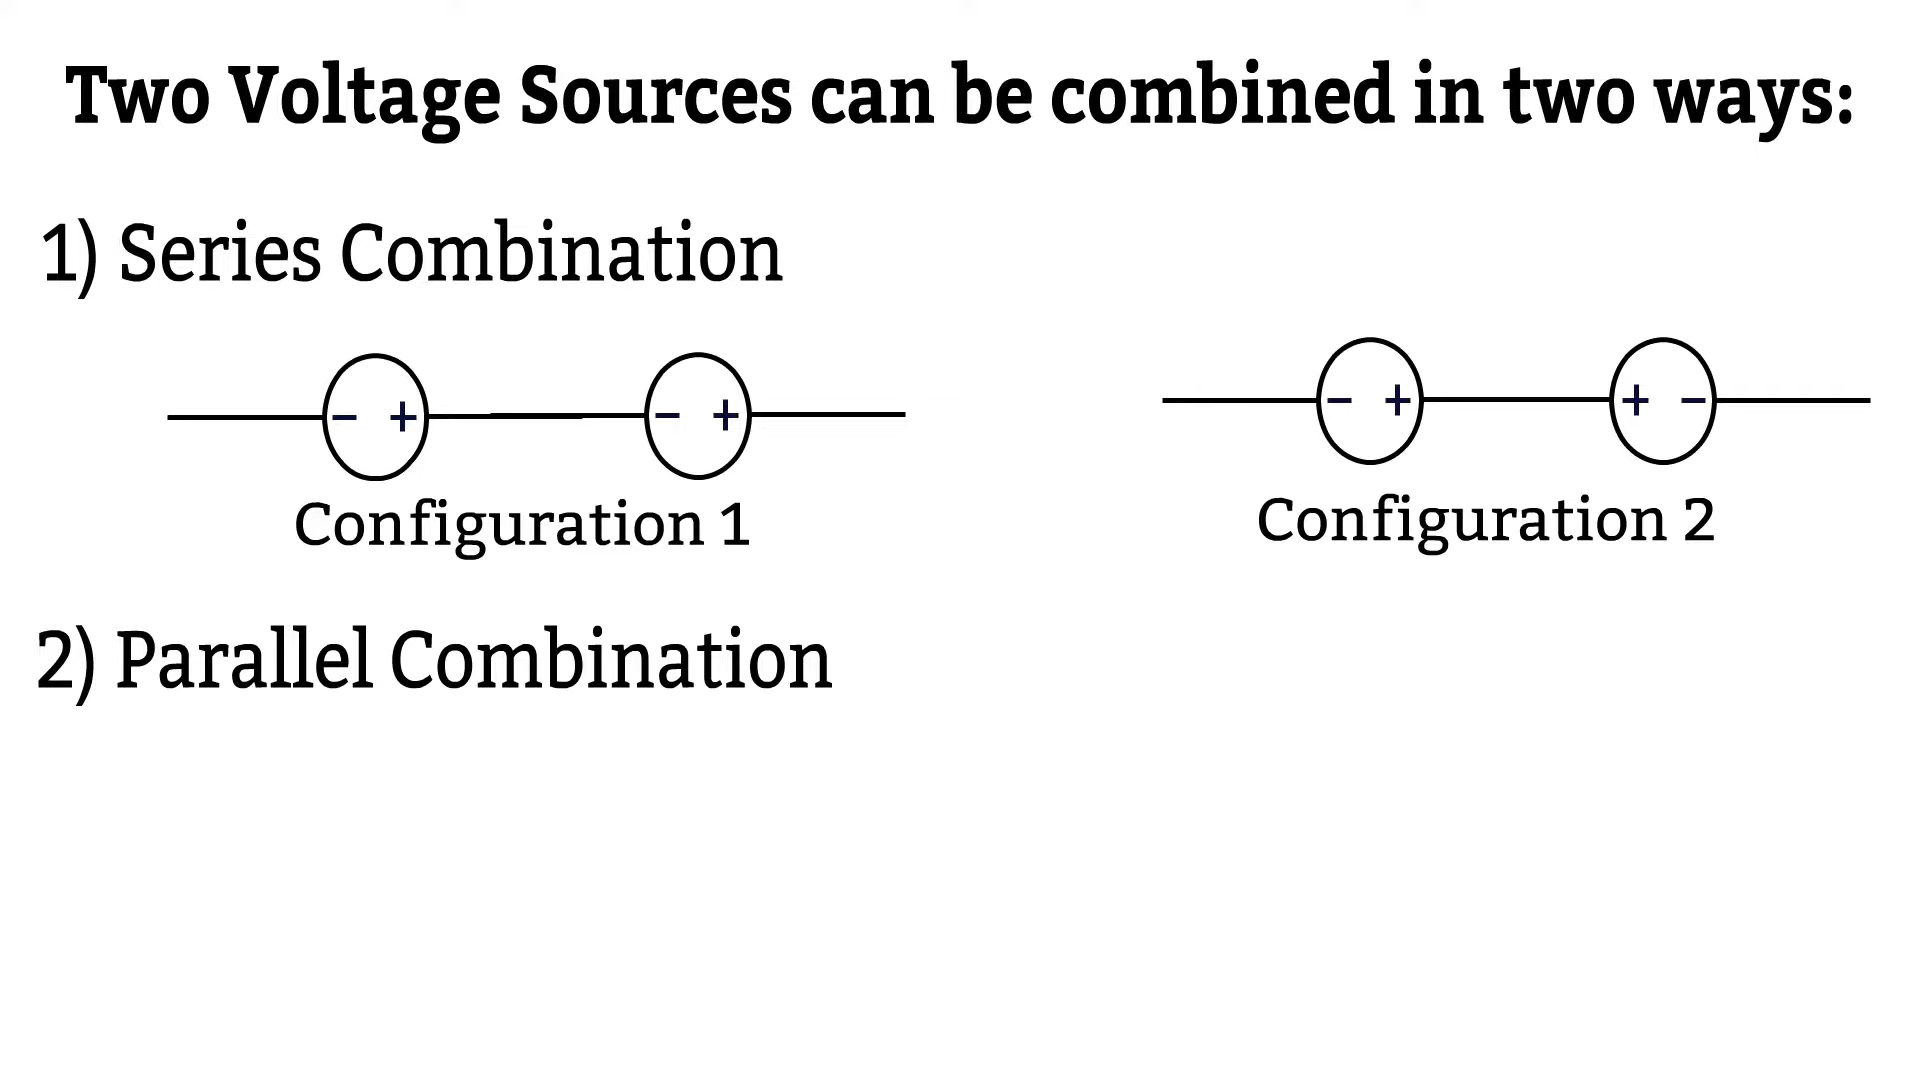 Two Voltage Sources can be combined in two ways:
1) Series Combination
− + − +
− + + −
Configuration 1
Configuration 2
2) Parallel Combination